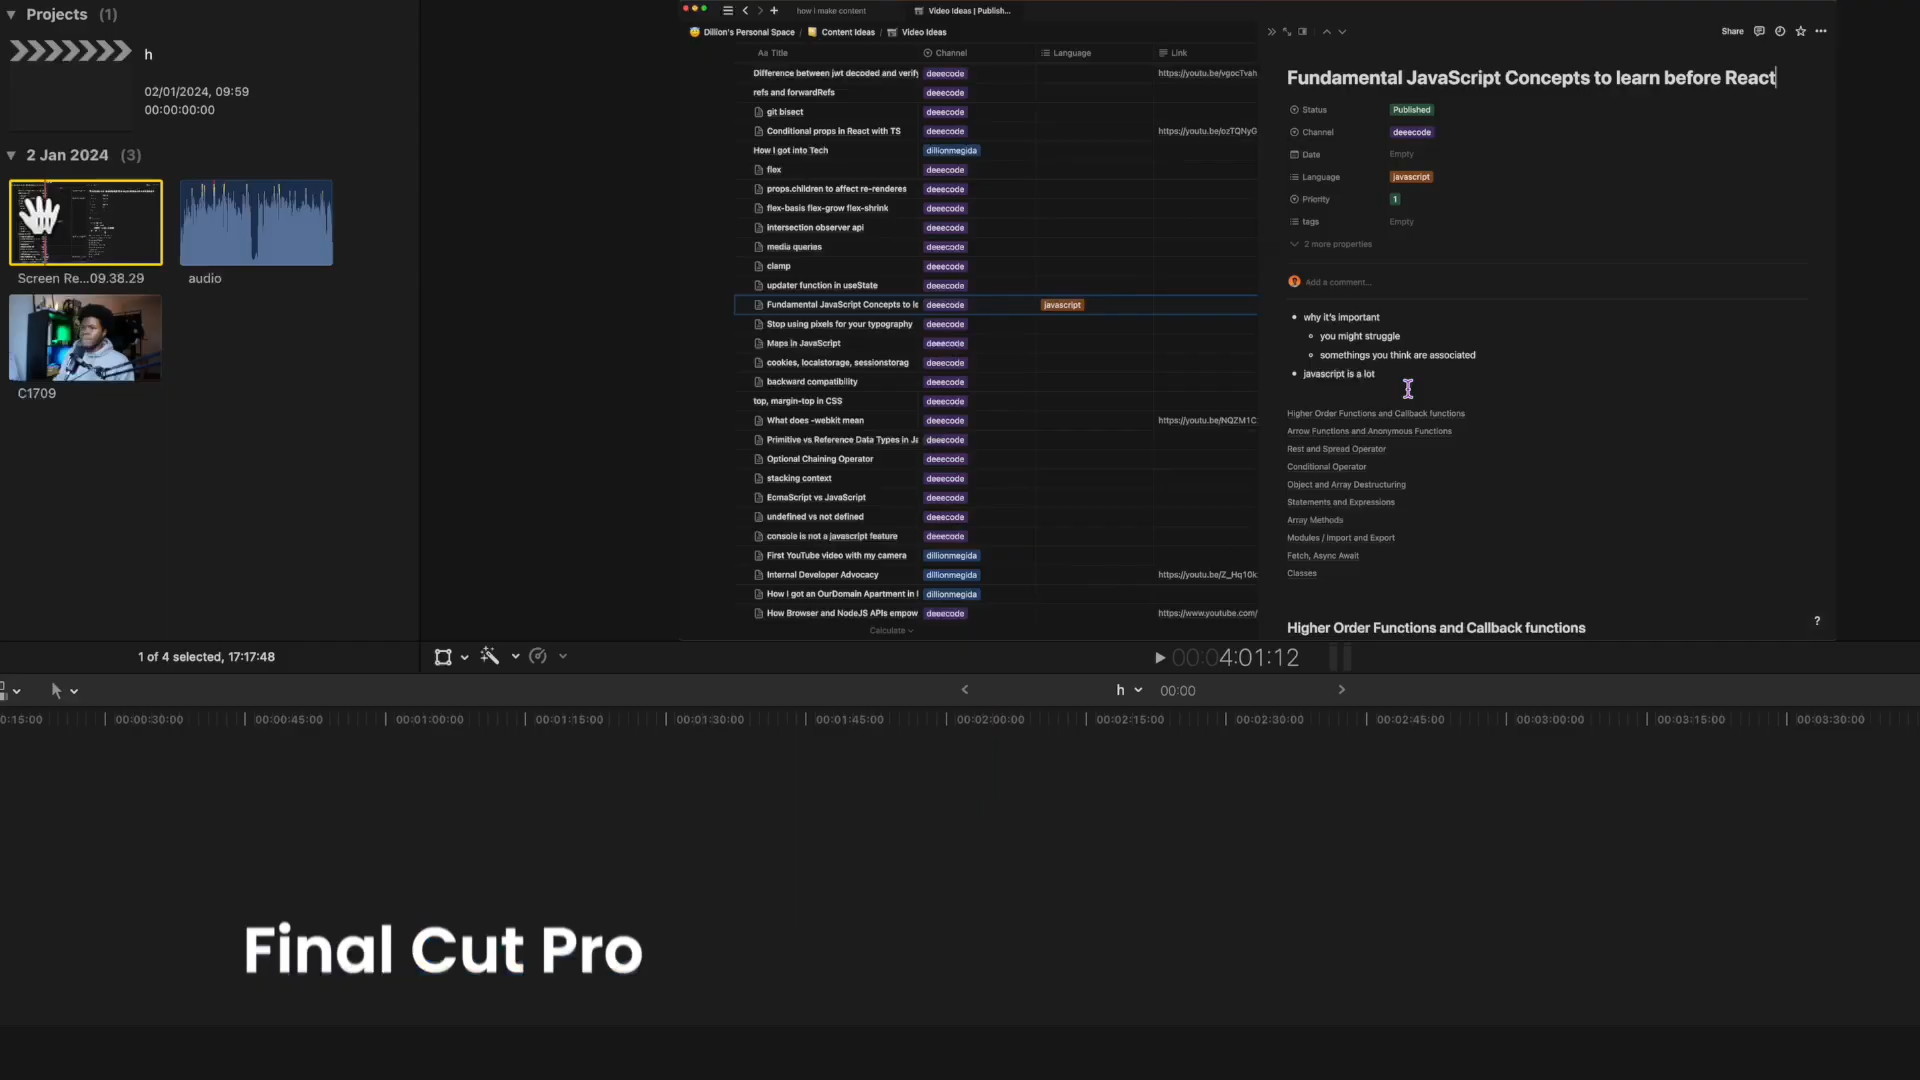 Projects (1)
h
02/01/2024, 09:59
00:00:00:00
2 Jan 2024 (3)
Screen Re...09.38.29
audio
C1709
1 of 4 selected, 17:17:48
how i make content
Video Ideas | Publish...
Dillion's Personal Space / Content Ideas / Video Ideas
Share
Aa Title Channel Language Link
Difference between jwt decoded and verify deeecode https://youtu.be/vgocTvah
refs and forwardRefs deeecode
git bisect deeecode
Conditional props in React with TS deeecode https://youtu.be/ozTQNyG
How I got into Tech dillionmegida
flex deeecode
props.children to affect re-renderes deeecode
flex-basis flex-grow flex-shrink deeecode
intersection observer api deeecode
media queries deeecode
clamp deeecode
updater function in useState deeecode
Fundamental JavaScript Concepts to le deeecode javascript
Stop using pixels for your typography deeecode
Maps in JavaScript deeecode
cookies, localstorage, sessionstorag deeecode
backward compatibility deeecode
top, margin-top in CSS deeecode
What does -webkit mean deeecode https://youtu.be/NQZM1C
Primitive vs Reference Data Types in Ja deeecode
Optional Chaining Operator deeecode
stacking context deeecode
EcmaScript vs JavaScript deeecode
undefined vs not defined deeecode
console is not a javascript feature deeecode
First YouTube video with my camera dillionmegida
Internal Developer Advocacy dillionmegida https://youtu.be/Z_Hq10k
How I got an OurDomain Apartment in dillionmegida
How Browser and NodeJS APIs empow deeecode https://www.youtube.com/
Calculate
Fundamental JavaScript Concepts to learn before React
Status Published
Channel deeecode
Date Empty
Language javascript
Priority 1
tags Empty
2 more properties
Add a comment...
• why it's important
◦ you might struggle
◦ somethings you think are associated
• javascript is a lot
Higher Order Functions and Callback functions
Arrow Functions and Anonymous Functions
Rest and Spread Operator
Conditional Operator
Object and Array Destructuring
Statements and Expressions
Array Methods
Modules / Import and Export
Fetch, Async Await
Classes
Higher Order Functions and Callback functions
?
00:04:01:12
h 00:00
0:15:00 00:00:30:00 00:00:45:00 00:01:00:00 00:01:15:00 00:01:30:00 00:01:45:00 00:02:00:00 00:02:15:00 00:02:30:00 00:02:45:00 00:03:00:00 00:03:15:00 00:03:30:00
Final Cut Pro